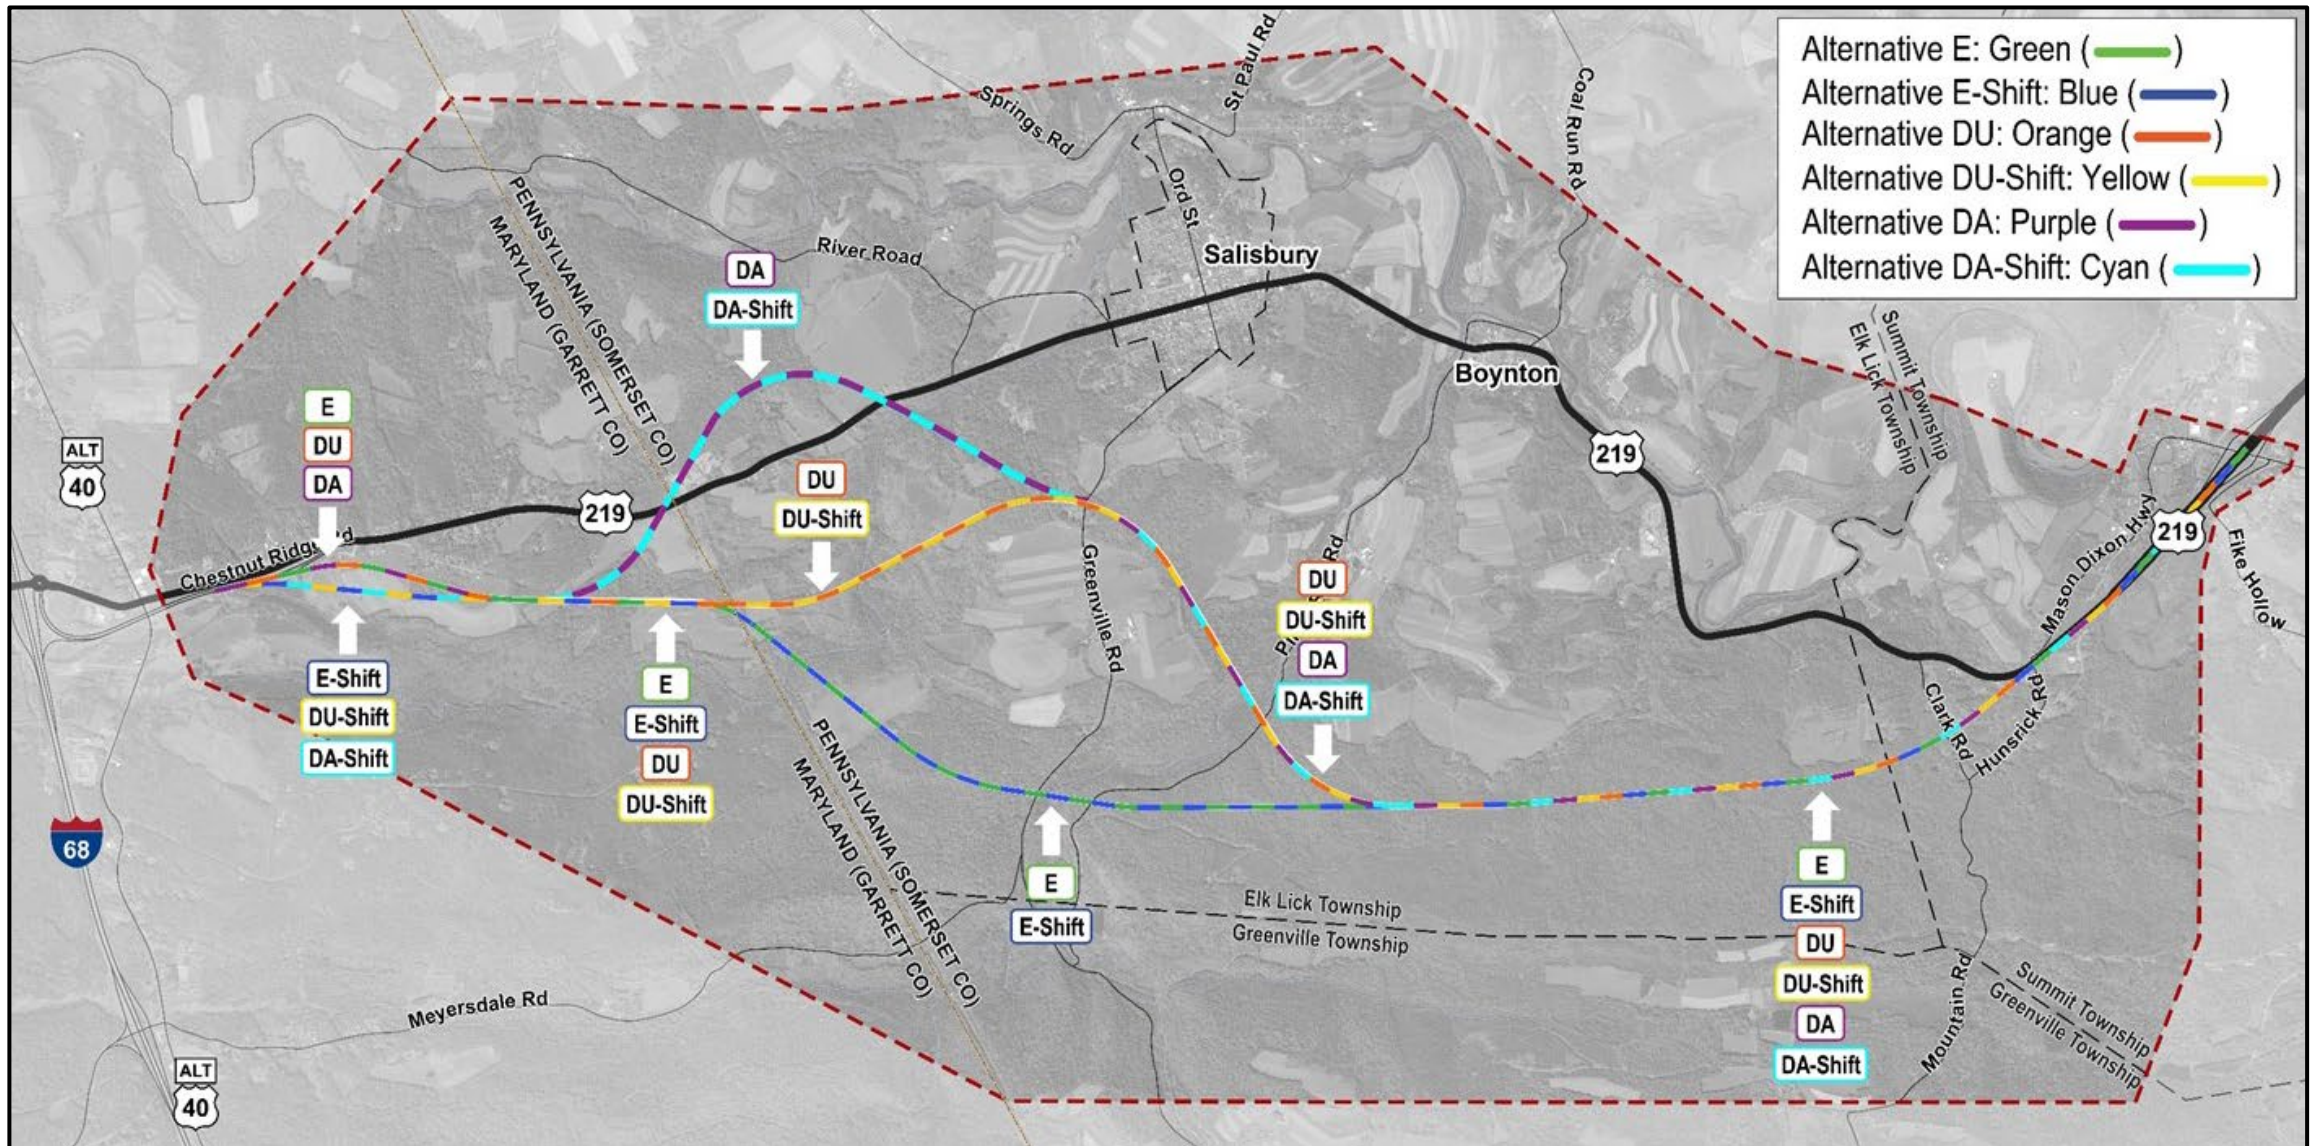 Alternative E: Green ( )
Alternative E-Shift: Blue ( )
Alternative DU: Orange ( )
Alternative DU-Shift: Yellow ( )
Alternative DA: Purple ( )
Alternative DA-Shift: Cyan ( )
St Paul Rd
Springs Rd
Coal Run Rd
Ord St
PENNSYLVANIA (SOMERSET CO)
MARYLAND (GARRETT CO)
River Road
Salisbury
DA
DA-Shift
Boynton
Summit Township
Elk Lick Township
E
DU
DA
ALT
40
219
219
DU
DU-Shift
Chestnut Ridge
219
Mason Dixon Hwy
Fike Hollow
Greenville Rd
Rd
DU
DU-Shift
DA
DA-Shift
E-Shift
DU-Shift
DA-Shift
E
E-Shift
DU
DU-Shift
Clark Rd
Hunsrick Rd
PENNSYLVANIA (SOMERSET CO)
MARYLAND (GARRETT CO)
68
E
E-Shift
Elk Lick Township
Greenville Township
E
E-Shift
DU
DU-Shift
DA
DA-Shift
Meyersdale Rd
Mountain Rd
Summit Township
Greenville Township
ALT
40